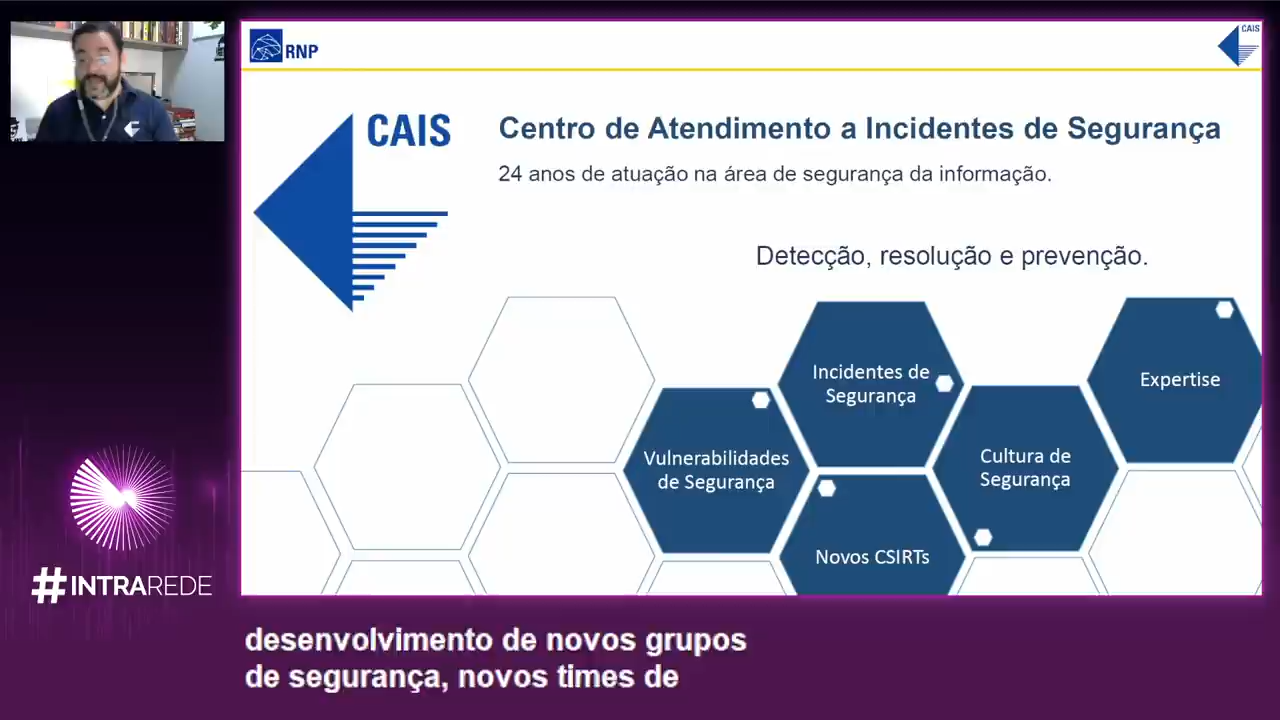 RNP
CAIS
CAIS
Centro de Atendimento a Incidentes de Segurança
24 anos de atuação na área de segurança da informação.
Detecção, resolução e prevenção.
Incidentes de
Segurança
Expertise
Vulnerabilidades
de Segurança
Cultura de
Segurança
Novos CSIRTs
#INTRAREDE
desenvolvimento de novos grupos
de segurança, novos times de